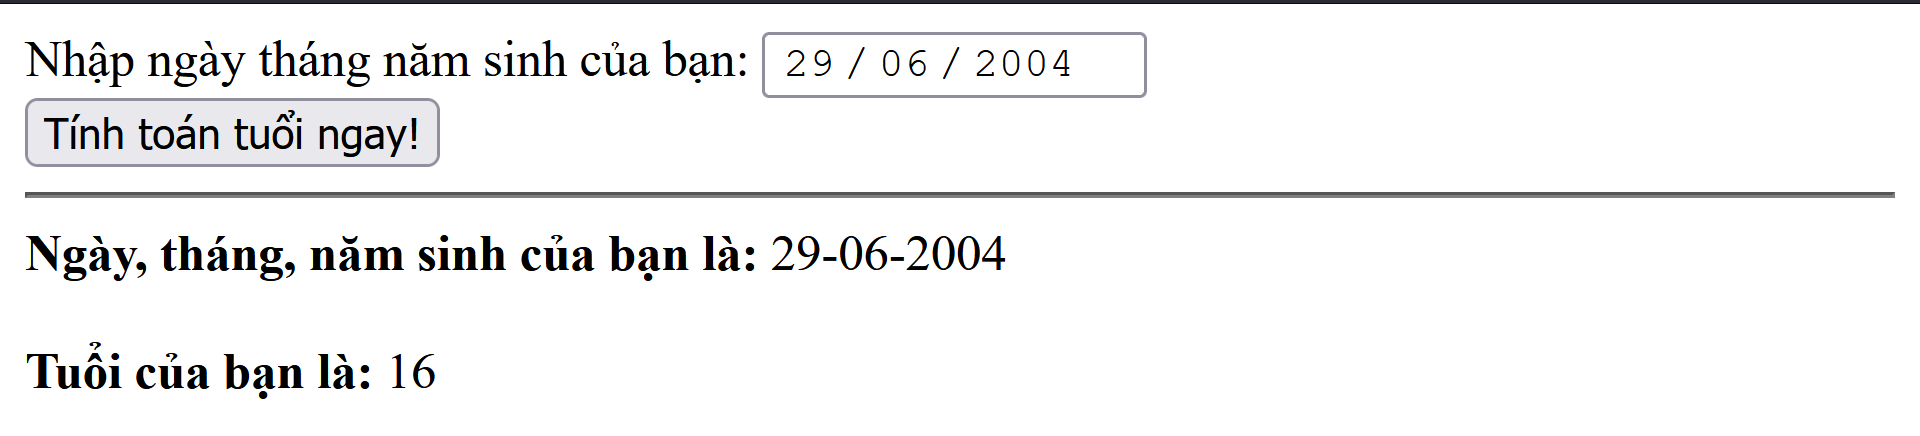 Nhập ngày tháng năm sinh của bạn: 29 / 06 / 2004
Tính toán tuổi ngay!
Ngày, tháng, năm sinh của bạn là: 29-06-2004
Tuổi của bạn là: 16